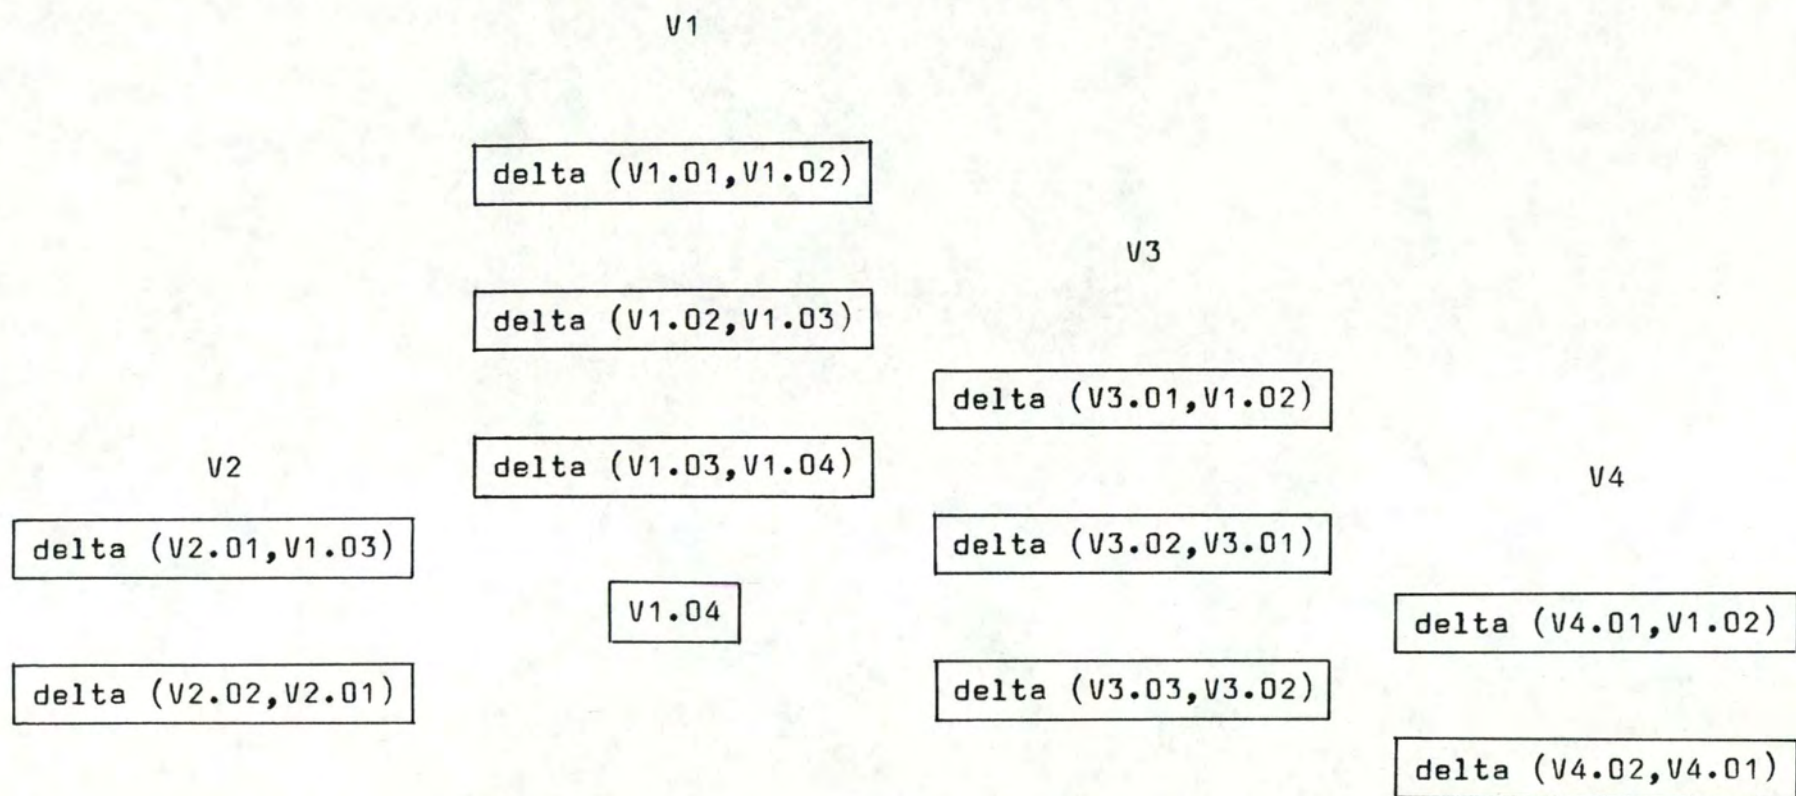 V1
delta (V1.01,V1.02)
V3
delta (V1.02,V1.03)
delta (V3.01,V1.02)
V2
delta (V1.03,V1.04)
V4
delta (V2.01,V1.03)
delta (V3.02,V3.01)
V1.04
delta (V4.01,V1.02)
delta (V2.02,V2.01)
delta (V3.03,V3.02)
delta (V4.02,V4.01)